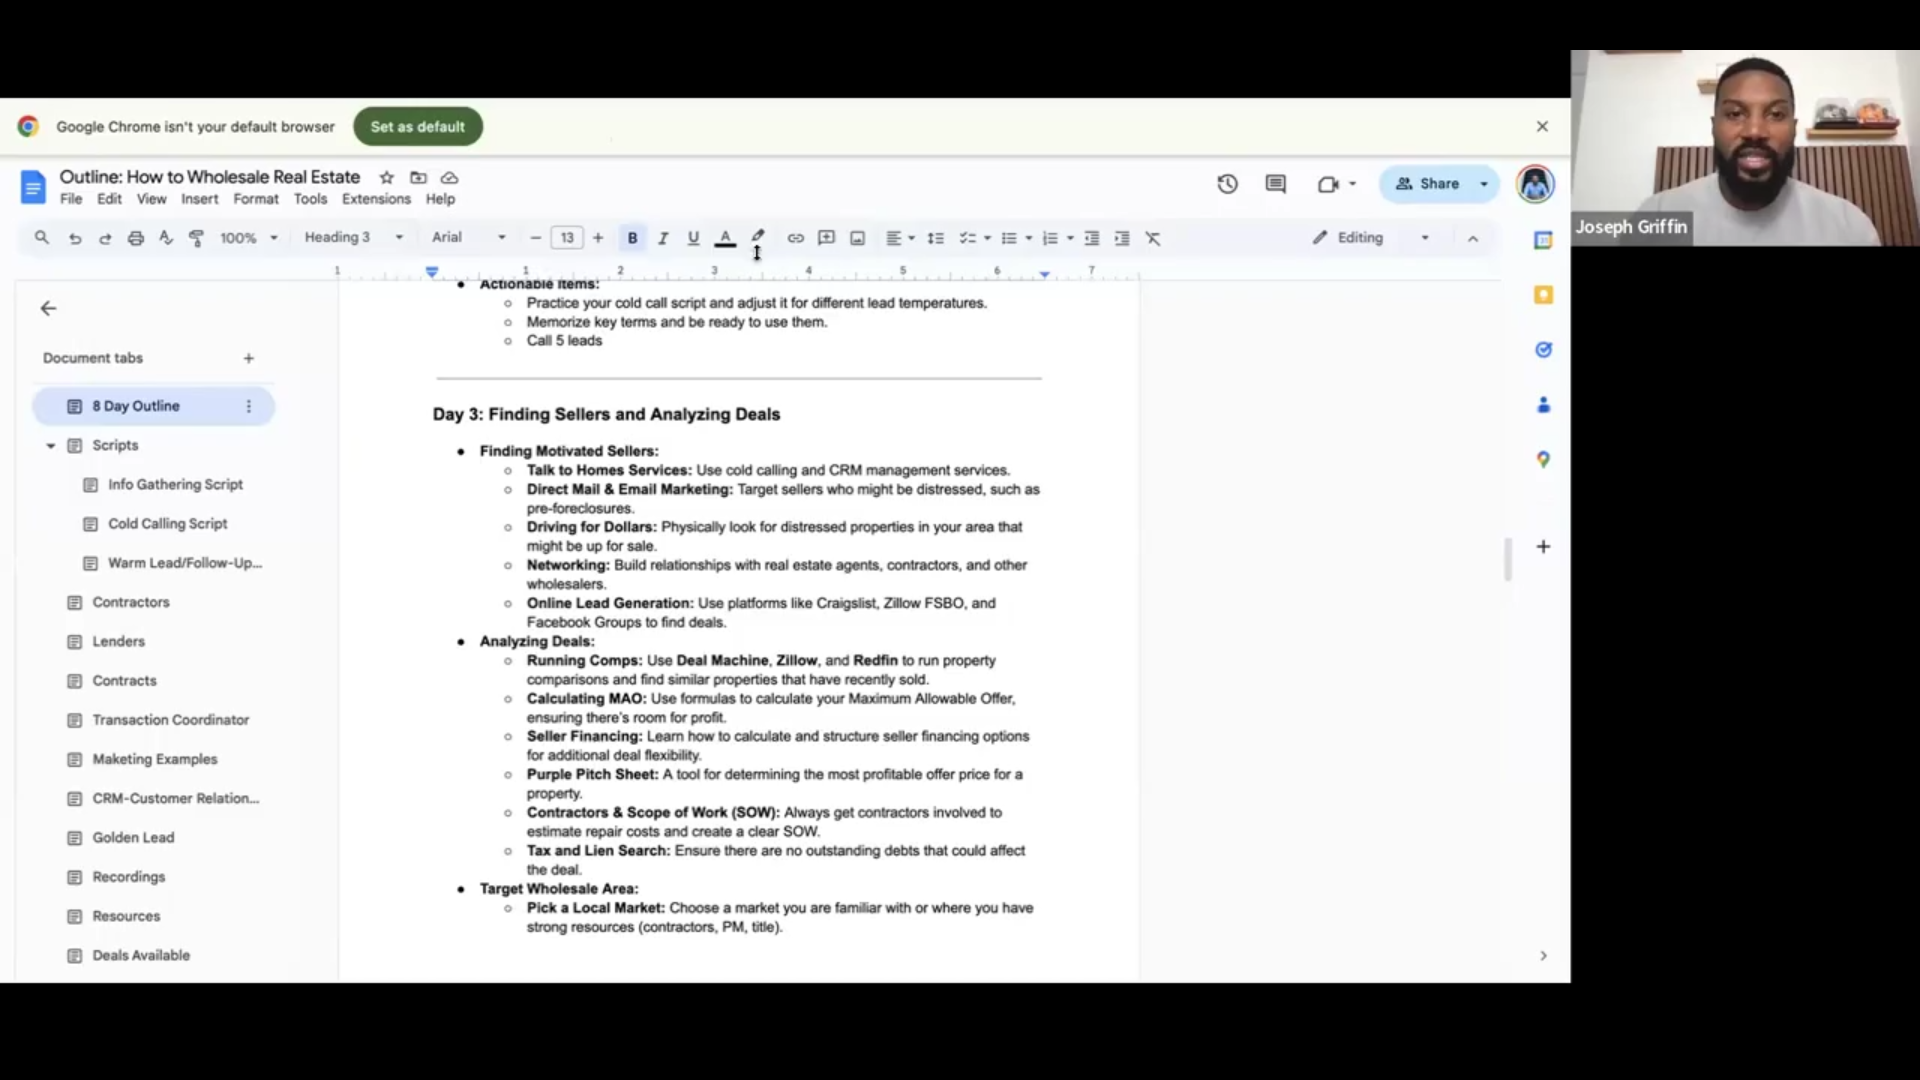 Google Chrome isn't your default browser
Set as default
Joseph Griffin
Outline: How to Wholesale Real Estate
File Edit View Insert Format Tools Extensions Help
Share
100% Heading 3 Arial 13 Editing
1 1 2 3 4 5 6 7
Document tabs
8 Day Outline
Scripts
Info Gathering Script
Cold Calling Script
Warm Lead/Follow-Up...
Contractors
Lenders
Contracts
Transaction Coordinator
Maketing Examples
CRM-Customer Relation...
Golden Lead
Recordings
Resources
Deals Available
Actionable Items:
Practice your cold call script and adjust it for different lead temperatures.
Memorize key terms and be ready to use them.
Call 5 leads
Day 3: Finding Sellers and Analyzing Deals
Finding Motivated Sellers:
Talk to Homes Services: Use cold calling and CRM management services.
Direct Mail & Email Marketing: Target sellers who might be distressed, such as
pre-foreclosures.
Driving for Dollars: Physically look for distressed properties in your area that
might be up for sale.
Networking: Build relationships with real estate agents, contractors, and other
wholesalers.
Online Lead Generation: Use platforms like Craigslist, Zillow FSBO, and
Facebook Groups to find deals.
Analyzing Deals:
Running Comps: Use Deal Machine, Zillow, and Redfin to run property
comparisons and find similar properties that have recently sold.
Calculating MAO: Use formulas to calculate your Maximum Allowable Offer,
ensuring there's room for profit.
Seller Financing: Learn how to calculate and structure seller financing options
for additional deal flexibility.
Purple Pitch Sheet: A tool for determining the most profitable offer price for a
property.
Contractors & Scope of Work (SOW): Always get contractors involved to
estimate repair costs and create a clear SOW.
Tax and Lien Search: Ensure there are no outstanding debts that could affect
the deal.
Target Wholesale Area:
Pick a Local Market: Choose a market you are familiar with or where you have
strong resources (contractors, PM, title).